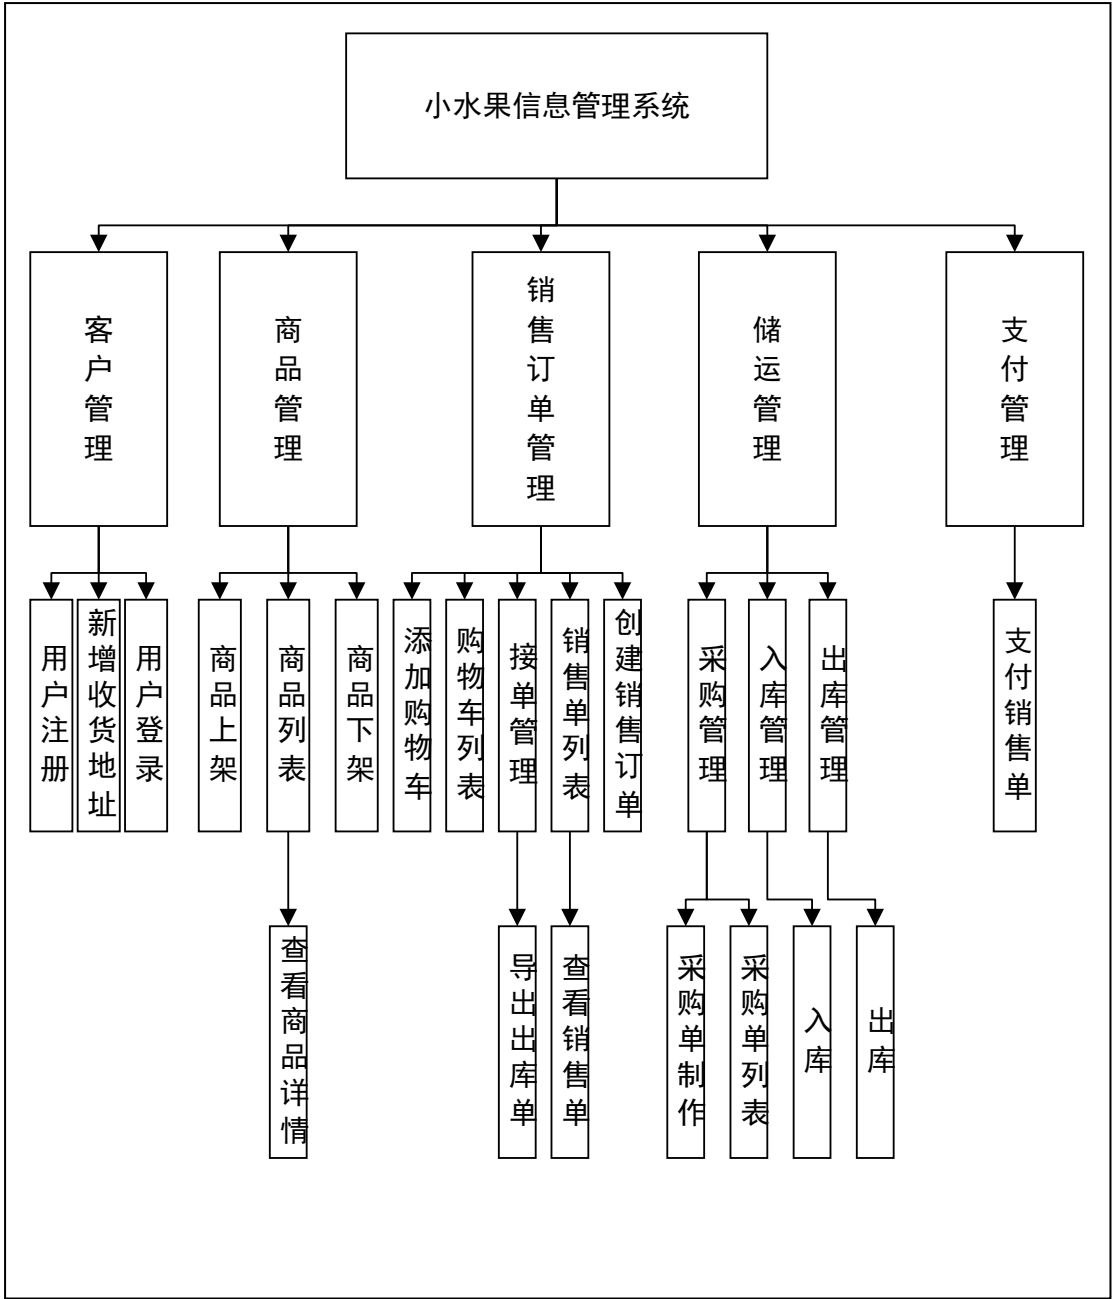 小水果信息管理系统
客户管理
商品管理
销售订单管理
储运管理
支付管理
用户注册
新增收货地址
用户登录
商品上架
商品列表
商品下架
添加购物车
购物车列表
接单管理
销售单列表
创建销售订单
采购管理
入库管理
出库管理
支付销售单
查看商品详情
导出出库单
查看销售单
采购单制作
采购单列表
入库
出库